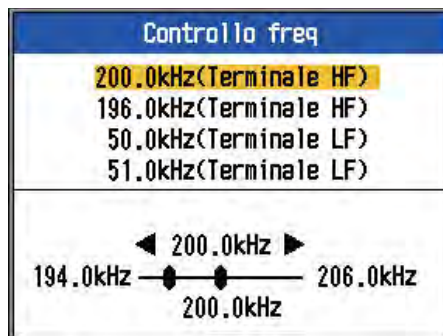 Controllo freq
200.0kHz(Terminale HF)
196.0kHz(Terminale HF)
50.0kHz(Terminale LF)
51.0kHz(Terminale LF)
◀ 200.0kHz ▶
194.0kHz 206.0kHz
200.0kHz